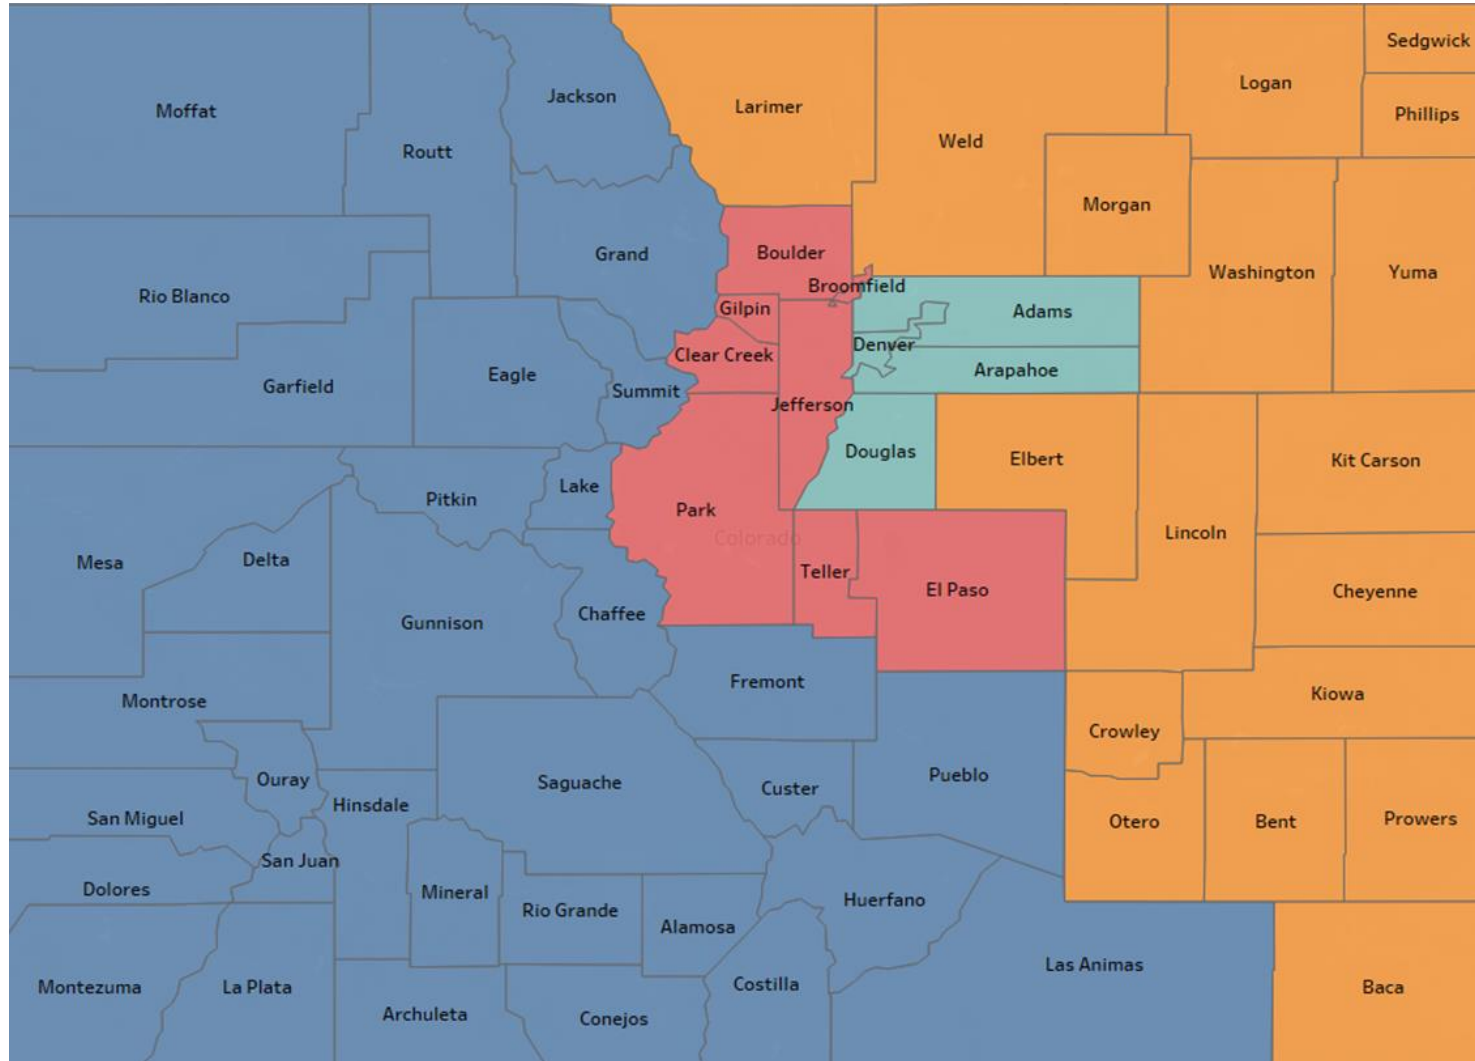 Sedgwick
Logan
Jackson
Larimer
Moffat
Phillips
Weld
Routt
Morgan
Grand
Boulder
Washington
Yuma
Rio Blanco
Broomfield
Gilpin
Adams
Denver
Clear Creek
Arapahoe
Eagle
Garfield
Summit
Jefferson
Douglas
Elbert
Kit Carson
Lake
Pitkin
Park
Colorado
Lincoln
Mesa
Delta
Teller
El Paso
Cheyenne
Chaffee
Gunnison
Fremont
Kiowa
Montrose
Crowley
Ouray
Saguache
Custer
Pueblo
Hinsdale
San Miguel
Otero
Bent
Prowers
San Juan
Dolores
Mineral
Rio Grande
Huerfano
Alamosa
Las Animas
Montezuma
La Plata
Costilla
Baca
Archuleta
Conejos